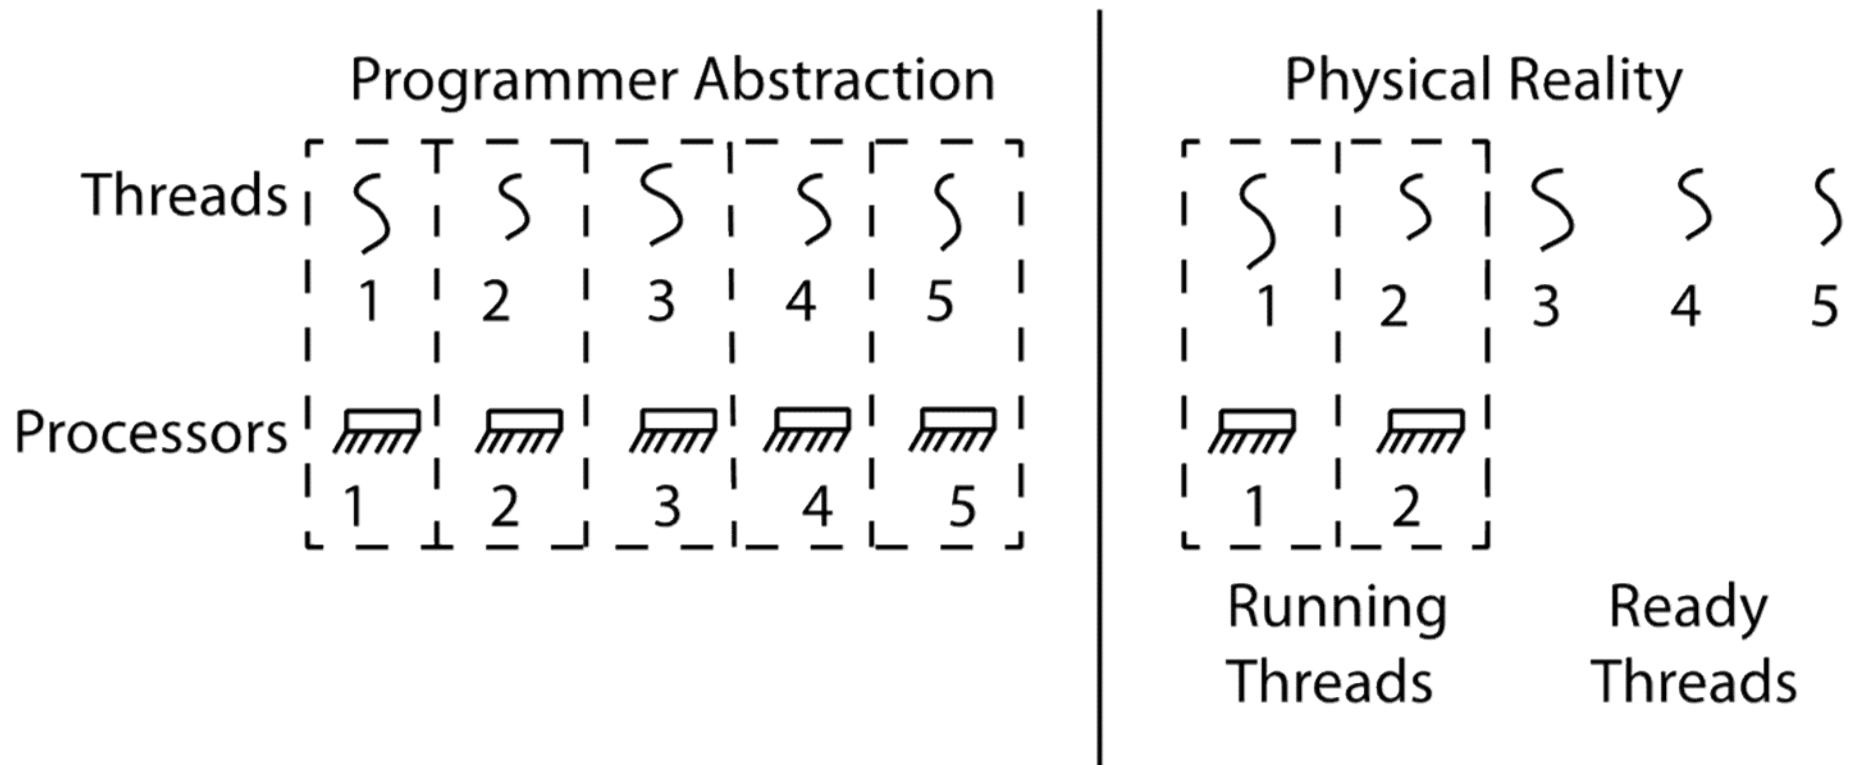 Programmer Abstraction
Physical Reality
Threads
1 2 3 4 5
1 2 3 4 5
Processors
1 2 3 4 5
1 2
Running
Threads
Ready
Threads